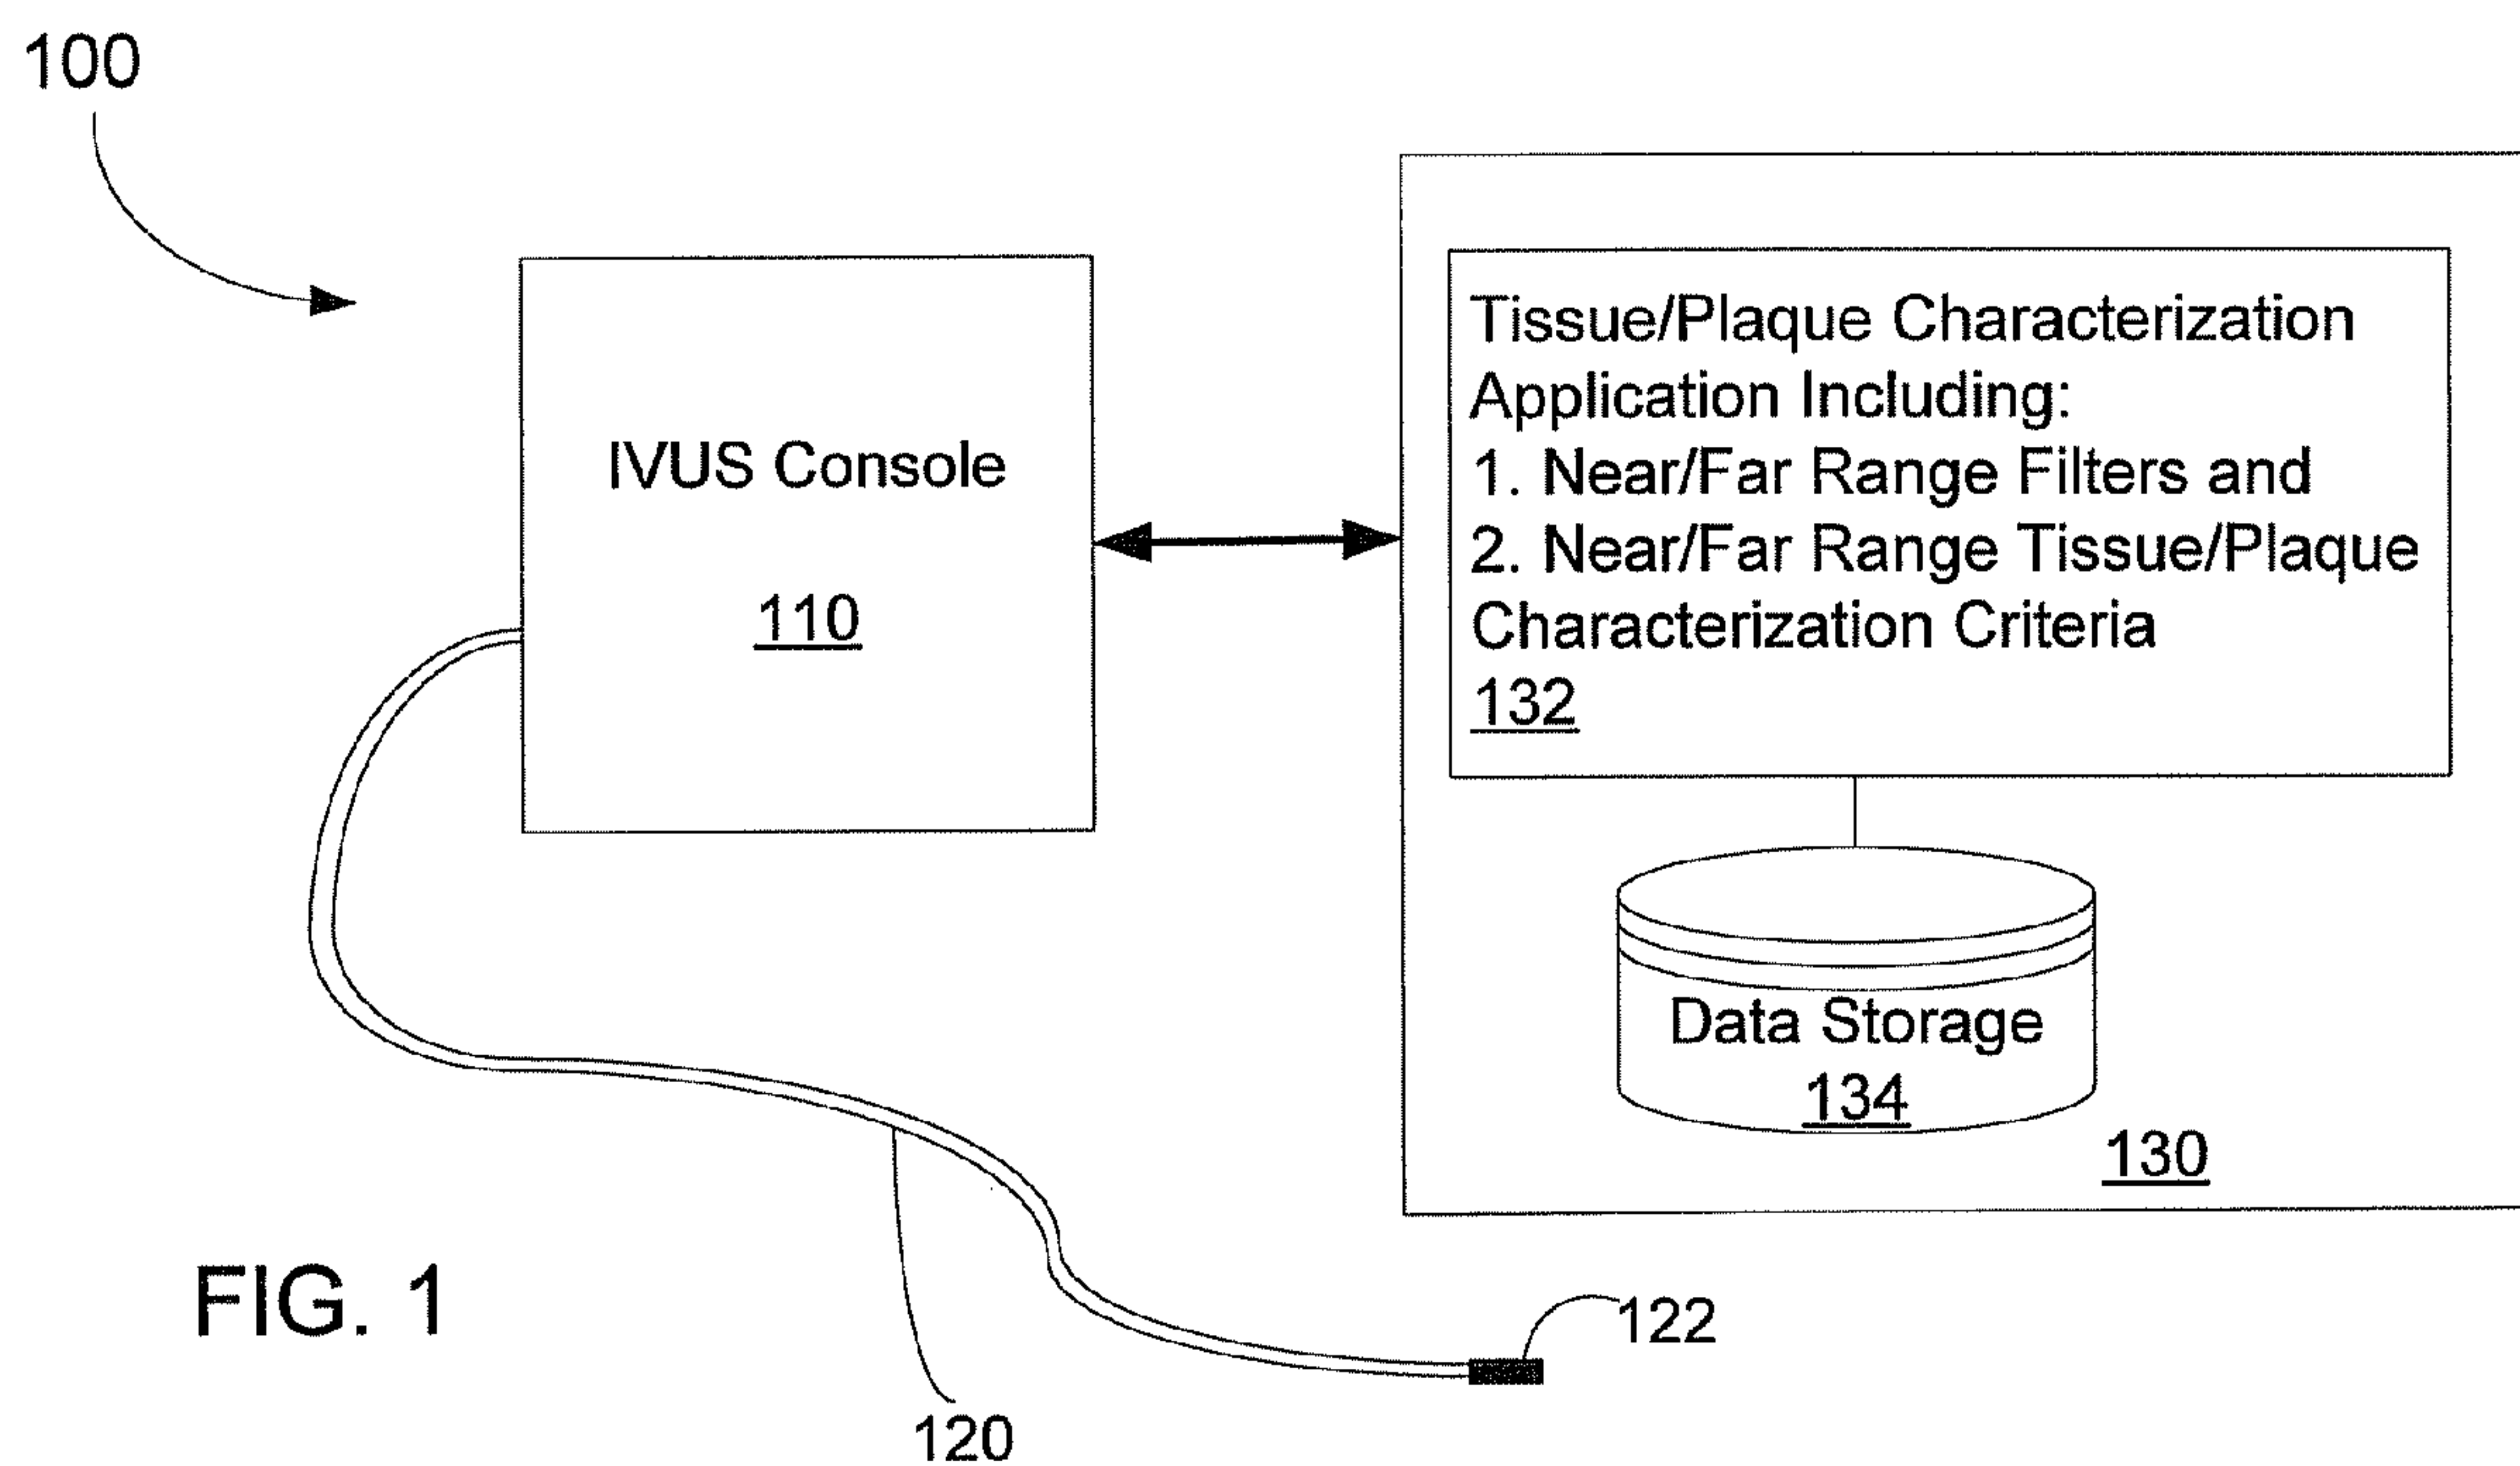 100
IVUS Console
110
Tissue/Plaque Characterization
Application Including:
1. Near/Far Range Filters and
2. Near/Far Range Tissue/Plaque
Characterization Criteria
132
Data Storage
134
130
FIG. 1
122
120